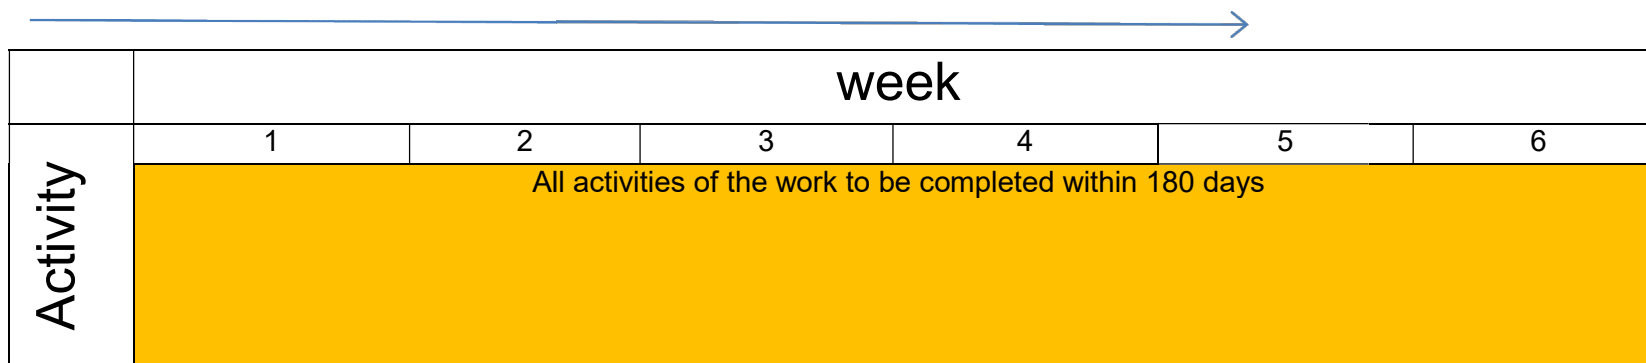 week
1 2 3 4 5 6
Activity
All activities of the work to be completed within 180 days